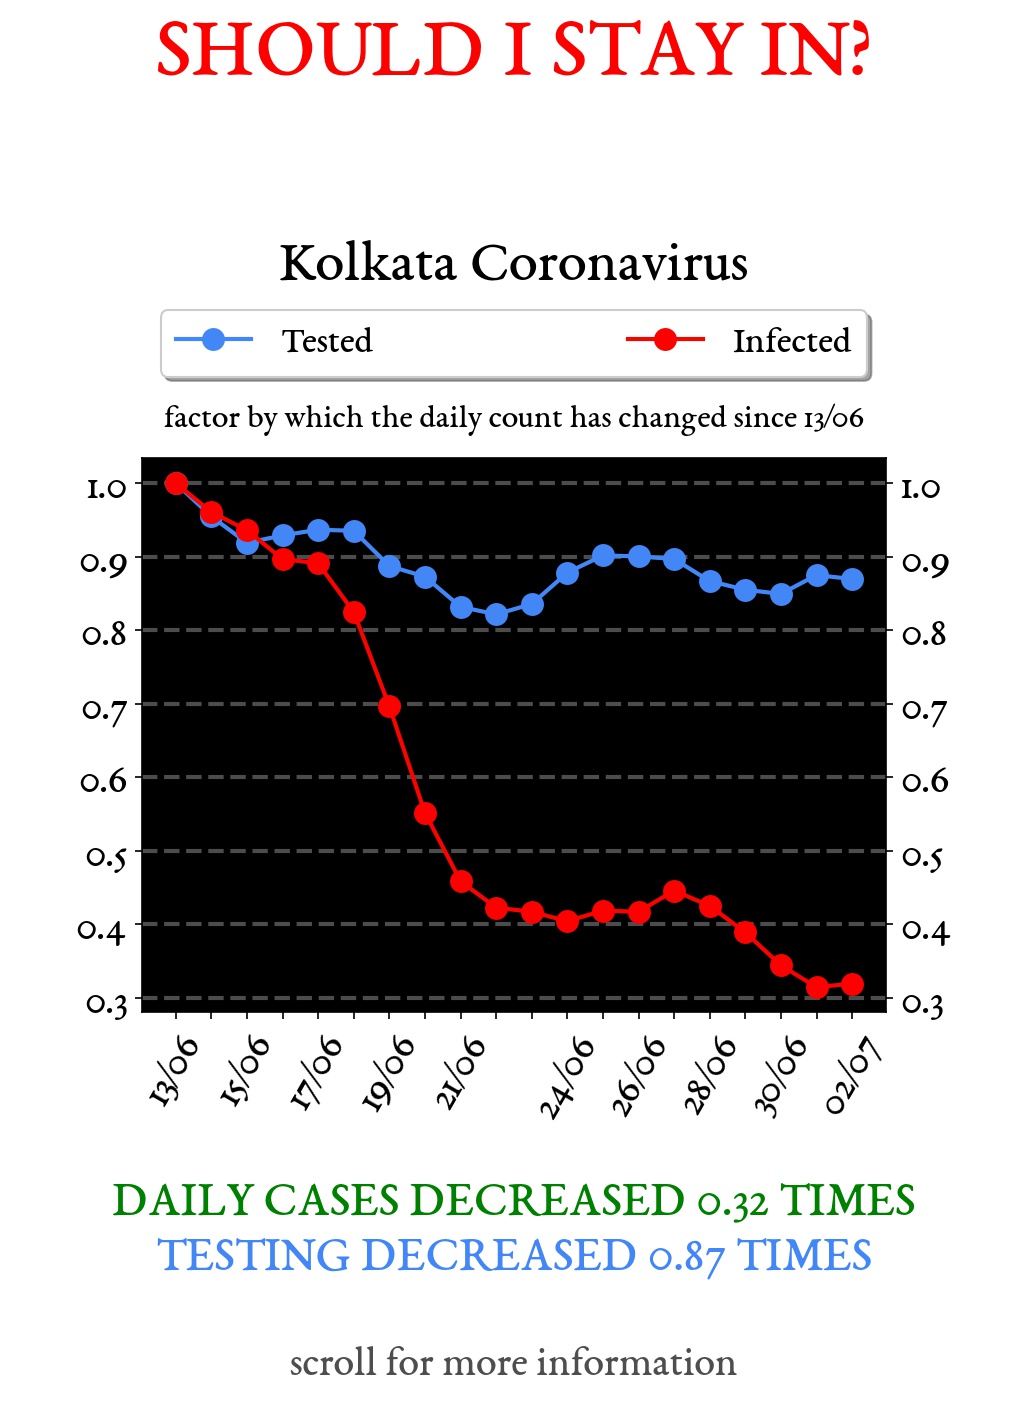 SHOULD I STAY IN?
Kolkata Coronavirus
Tested Infected
factor by which the daily count has changed since 13/06
1.0 1.0
0.9 0.9
0.8 0.8
0.7 0.7
0.6 0.6
0.5 0.5
0.4 0.4
0.3 0.3
13/06 15/06 17/06 19/06 21/06 24/06 26/06 28/06 30/06 02/07
DAILY CASES DECREASED 0.32 TIMES
TESTING DECREASED 0.87 TIMES
scroll for more information